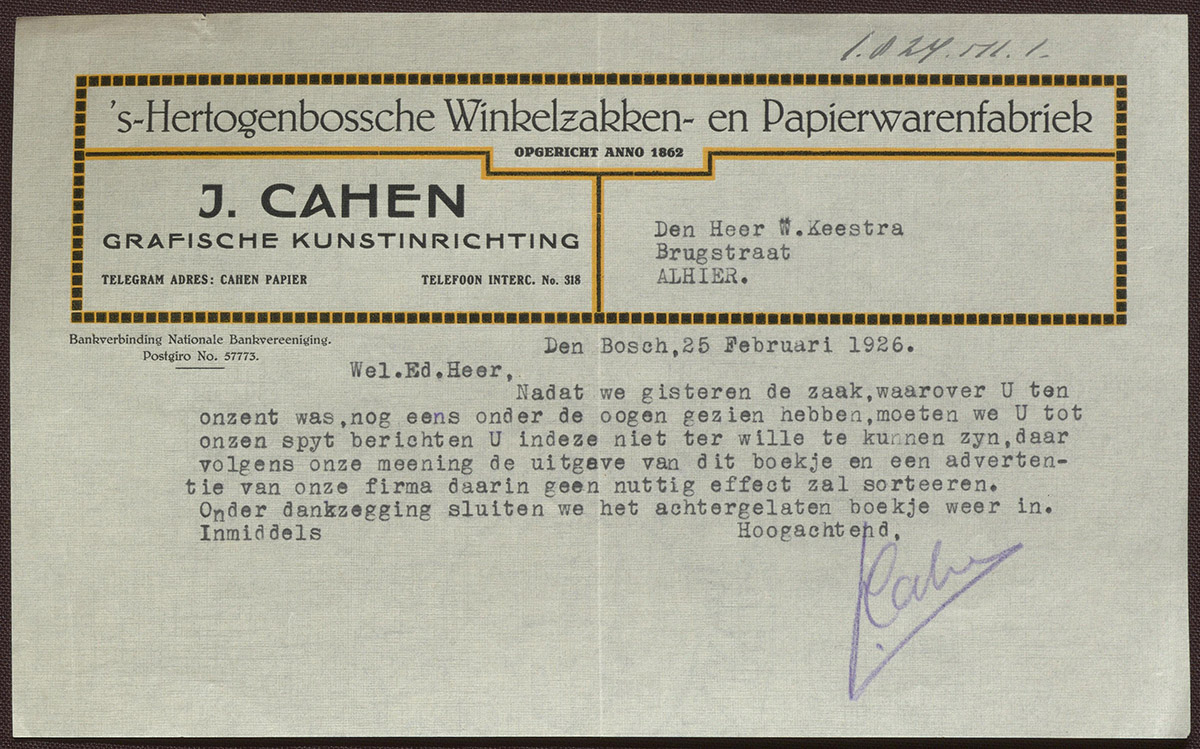 's-Hertogenbossche Winkelzakken- en Papierwarenfabriek
OPGERICHT ANNO 1862
J. CAHEN
GRAFISCHE KUNSTINRICHTING
TELEGRAM ADRES: CAHEN PAPIER TELEFOON INTERC. No. 318
Den Heer W.Keestra
Brugstraat
ALHIER.
Bankverbinding Nationale Bankvereeniging.
Postgiro No. 57773.
Den Bosch,25 Februari 1926.
Wel.Ed.Heer,
Nadat we gisteren de zaak,waarover U ten
onzent was,nog eens onder de oogen gezien hebben,moeten we U tot
onzen spyt berichten U indeze niet ter wille te kunnen zyn,daar
volgens onze meening de uitgave van dit boekje en een adverten-
tie van onze firma daarin geen nuttig effect zal sorteeren.
Onder dankzegging sluiten we het achtergelaten boekje weer in.
Inmiddels Hoogachtend,
Cahen